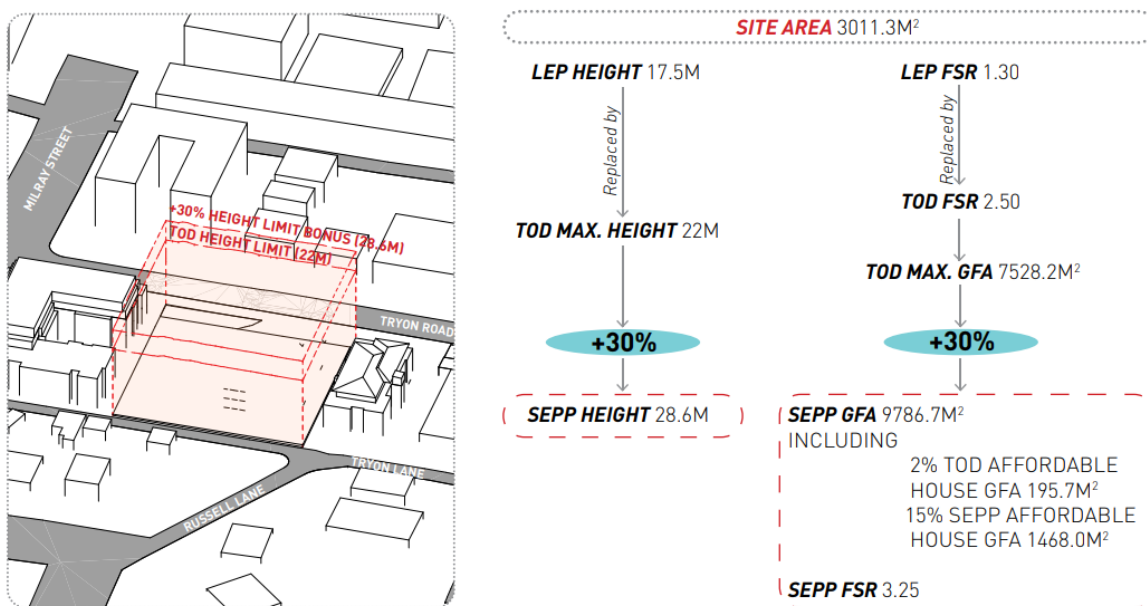 MILRAY STREET
+30% HEIGHT LIMIT BONUS (28.6M)
TOD HEIGHT LIMIT (22M)
TRYON ROAD
TRYON LANE
RUSSELL LANE
SITE AREA 3011.3M²
LEP HEIGHT 17.5M
Replaced by
TOD MAX. HEIGHT 22M
+30%
SEPP HEIGHT 28.6M
LEP FSR 1.30
Replaced by
TOD FSR 2.50
TOD MAX. GFA 7528.2M²
+30%
SEPP GFA 9786.7M²
INCLUDING
2% TOD AFFORDABLE
HOUSE GFA 195.7M²
15% SEPP AFFORDABLE
HOUSE GFA 1468.0M²
SEPP FSR 3.25